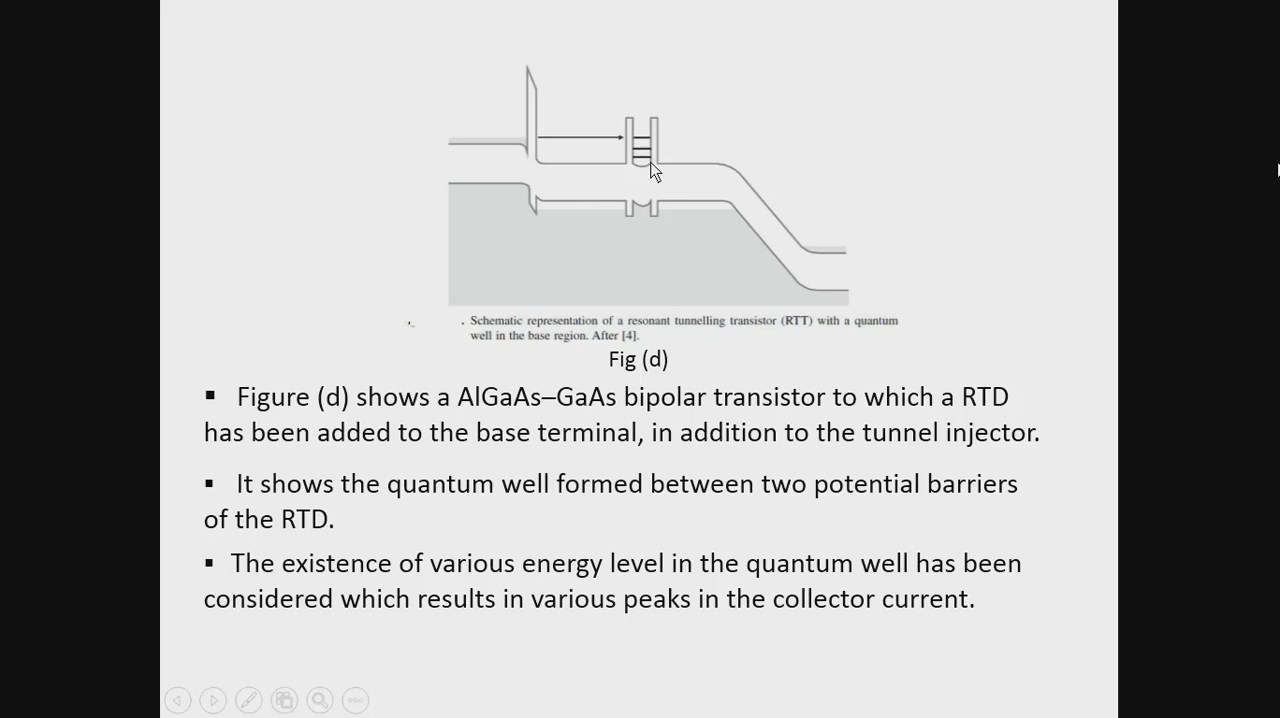 . Schematic representation of a resonant tunnelling transistor (RTT) with a quantum
well in the base region. After [4].
Fig (d)
▪ Figure (d) shows a AlGaAs–GaAs bipolar transistor to which a RTD
has been added to the base terminal, in addition to the tunnel injector.
▪ It shows the quantum well formed between two potential barriers
of the RTD.
▪ The existence of various energy level in the quantum well has been
considered which results in various peaks in the collector current.